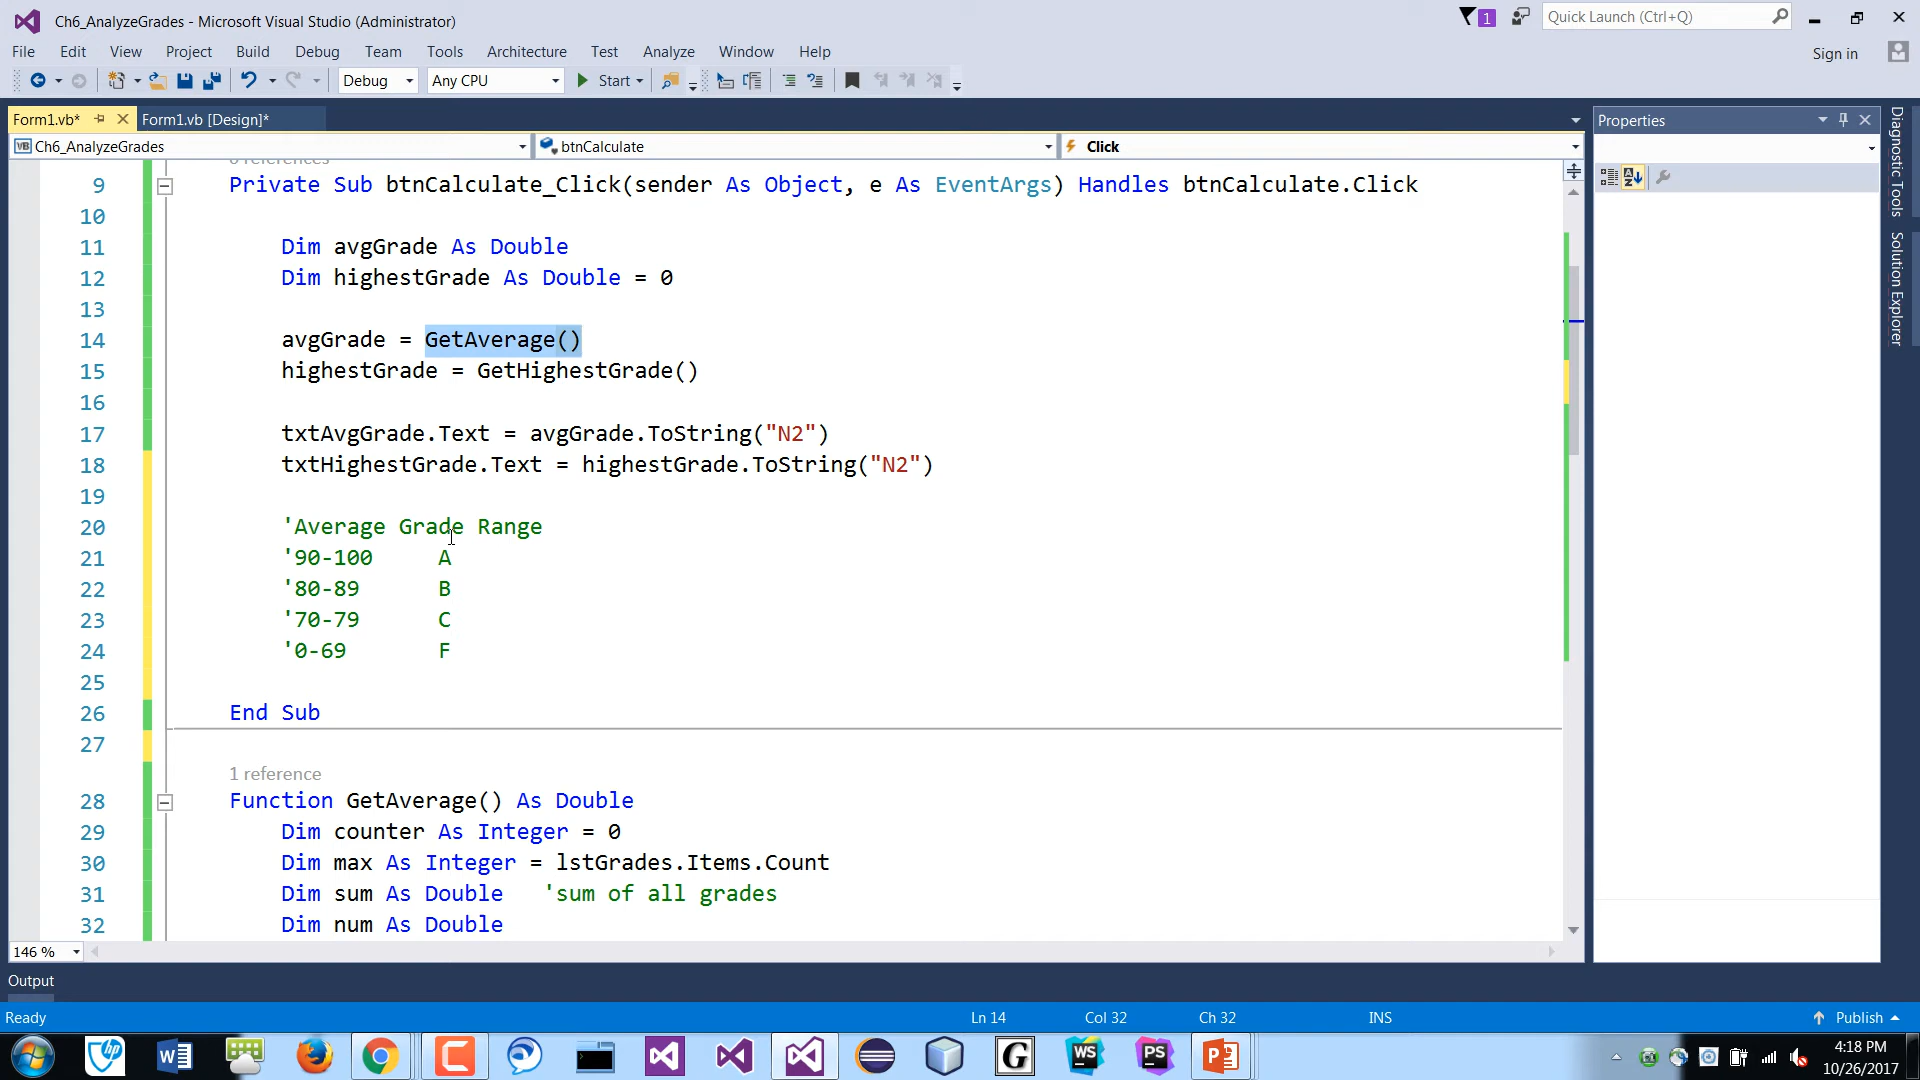 Ch6_AnalyzeGrades - Microsoft Visual Studio (Administrator)
1
Quick Launch (Ctrl+Q)
File Edit View Project Build Debug Team Tools Architecture Test Analyze Window Help
Sign in
Debug Any CPU Start
Form1.vb* Form1.vb [Design]*
Properties
Ch6_AnalyzeGrades btnCalculate Click
Diagnostic Tools
Solution Explorer
0 references
9 Private Sub btnCalculate_Click(sender As Object, e As EventArgs) Handles btnCalculate.Click
10
11 Dim avgGrade As Double
12 Dim highestGrade As Double = 0
13
14 avgGrade = GetAverage()
15 highestGrade = GetHighestGrade()
16
17 txtAvgGrade.Text = avgGrade.ToString("N2")
18 txtHighestGrade.Text = highestGrade.ToString("N2")
19
20 'Average Grade Range
21 '90-100 A
22 '80-89 B
23 '70-79 C
24 '0-69 F
25
26 End Sub
27
1 reference
28 Function GetAverage() As Double
29 Dim counter As Integer = 0
30 Dim max As Integer = lstGrades.Items.Count
31 Dim sum As Double 'sum of all grades
32 Dim num As Double
146 %
Output
Ready Ln 14 Col 32 Ch 32 INS Publish
4:18 PM
10/26/2017